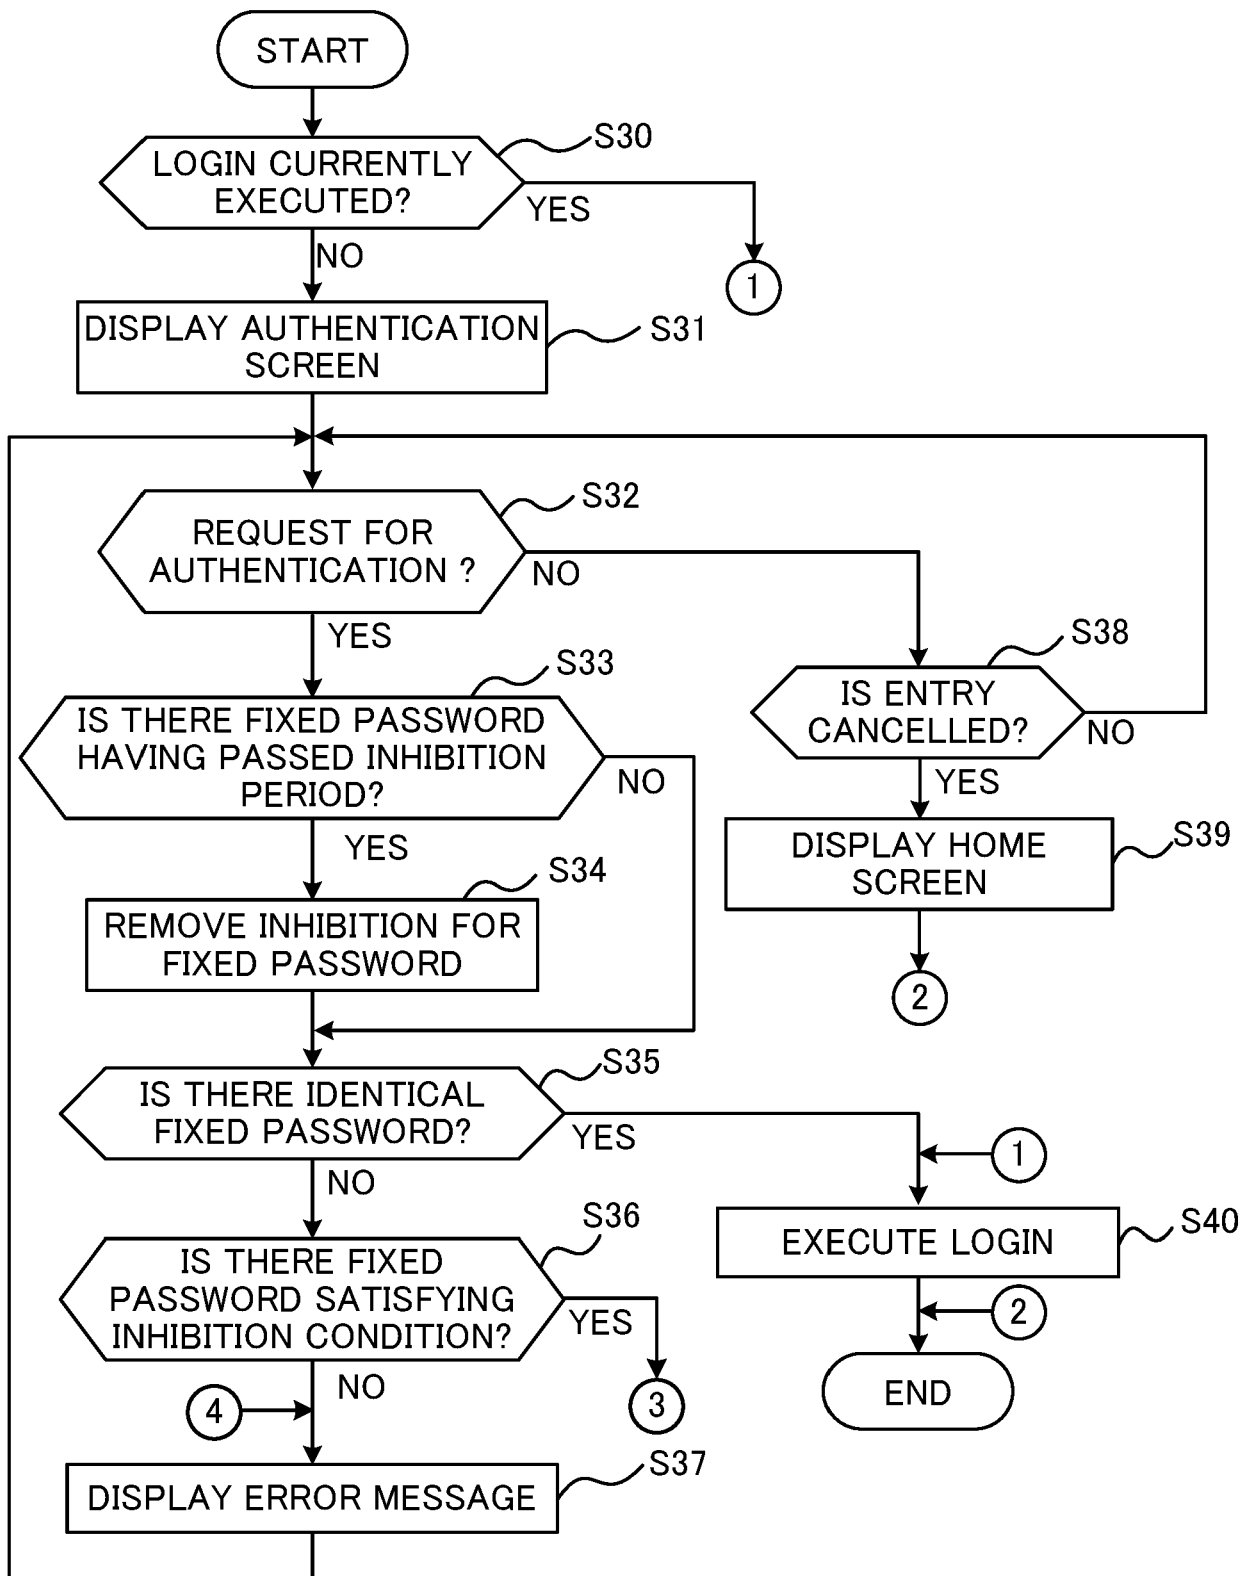 START
LOGIN CURRENTLY
EXECUTED?
S30
YES
NO
1
DISPLAY AUTHENTICATION
SCREEN
S31
REQUEST FOR
AUTHENTICATION ?
S32
NO
YES
IS THERE FIXED PASSWORD
HAVING PASSED INHIBITION
PERIOD?
S33
NO
YES
IS ENTRY
CANCELLED?
S38
NO
YES
DISPLAY HOME
SCREEN
S39
2
REMOVE INHIBITION FOR
FIXED PASSWORD
S34
IS THERE IDENTICAL
FIXED PASSWORD?
S35
YES
NO
1
EXECUTE LOGIN
S40
2
END
IS THERE FIXED
PASSWORD SATISFYING
INHIBITION CONDITION?
S36
YES
NO
3
4
DISPLAY ERROR MESSAGE
S37